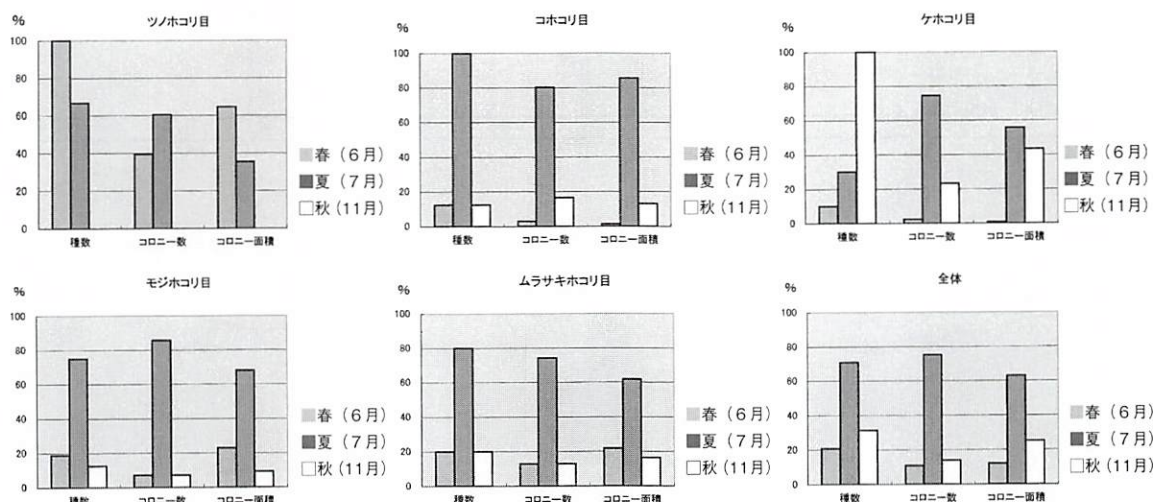 ツノホコリ目
%
100
80
60
40
20
0
種数
コロニー数
コロニー面積
春（6月）
夏（7月）
秋（11月）
コホコリ目
%
100
80
60
40
20
0
種数
コロニー数
コロニー面積
春（6月）
夏（7月）
秋（11月）
ケホコリ目
%
100
80
60
40
20
0
種数
コロニー数
コロニー面積
春（6月）
夏（7月）
秋（11月）
モジホコリ目
%
100
80
60
40
20
0
種数
コロニー数
コロニー面積
春（6月）
夏（7月）
秋（11月）
ムラサキホコリ目
%
100
80
60
40
20
0
種数
コロニー数
コロニー面積
春（6月）
夏（7月）
秋（11月）
全体
%
100
80
60
40
20
0
種数
コロニー数
コロニー面積
春（6月）
夏（7月）
秋（11月）